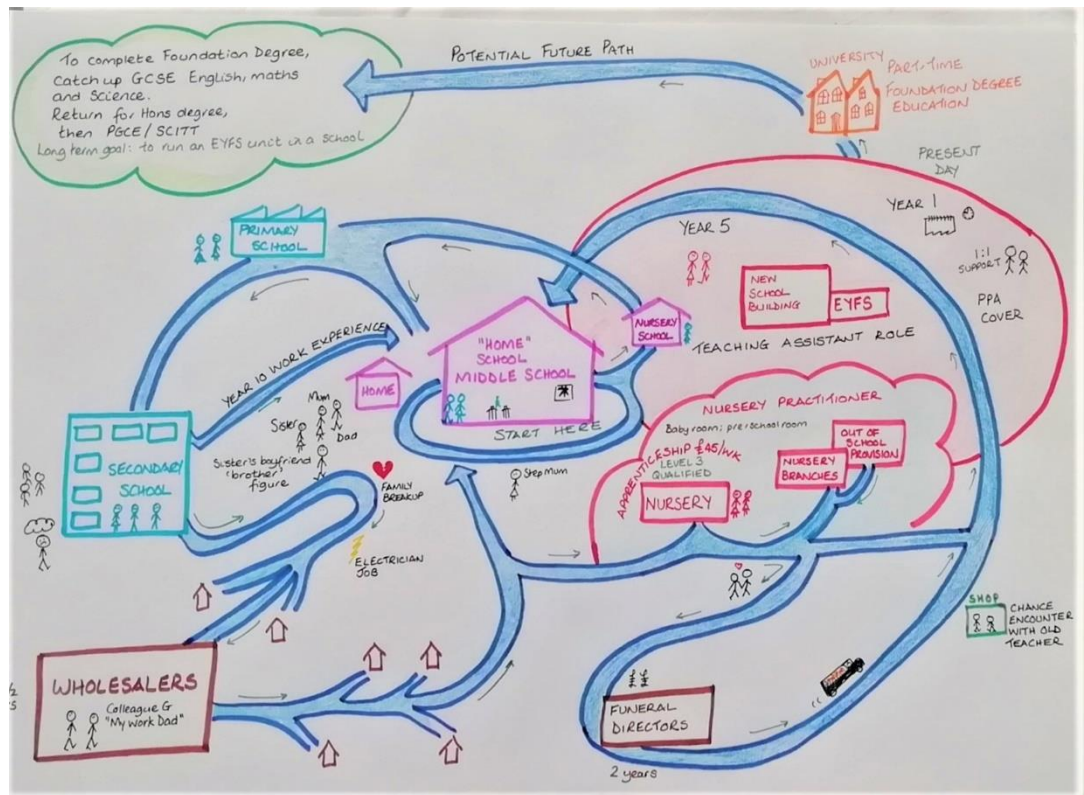 To complete Foundation Degree,
Catch up GCSE English, maths
and Science.
Return for Hons degree,
then PGCE/SCITT
Long term goal: to run an EYFS unit in a school
POTENTIAL FUTURE PATH
UNIVERSITY
PART-TIME
FOUNDATION DEGREE
EDUCATION
PRESENT
DAY
YEAR 1
1:1
SUPPORT
PPA
COVER
YEAR 5
NEW
SCHOOL
BUILDING
EYFS
TEACHING ASSISTANT ROLE
PRIMARY
SCHOOL
NURSERY
SCHOOL
"HOME"
SCHOOL
MIDDLE SCHOOL
HOME
START HERE
YEAR 10 WORK EXPERIENCE
SECONDARY
SCHOOL
Mum
Sister
Dad
Sister's boyfriend
'brother'
figure
FAMILY
BREAKUP
ELECTRICIAN
JOB
Step Mum
NURSERY PRACTITIONER
Baby room; preschool room
APPRENTICESHIP £45/WK
LEVEL 3
QUALIFIED
NURSERY
OUT OF
SCHOOL
PROVISION
NURSERY
BRANCHES
SHOP
CHANCE
ENCOUNTER
WITH OLD
TEACHER
WHOLESALERS
Colleague G
"My Work Dad"
FUNERAL
DIRECTORS
2 years